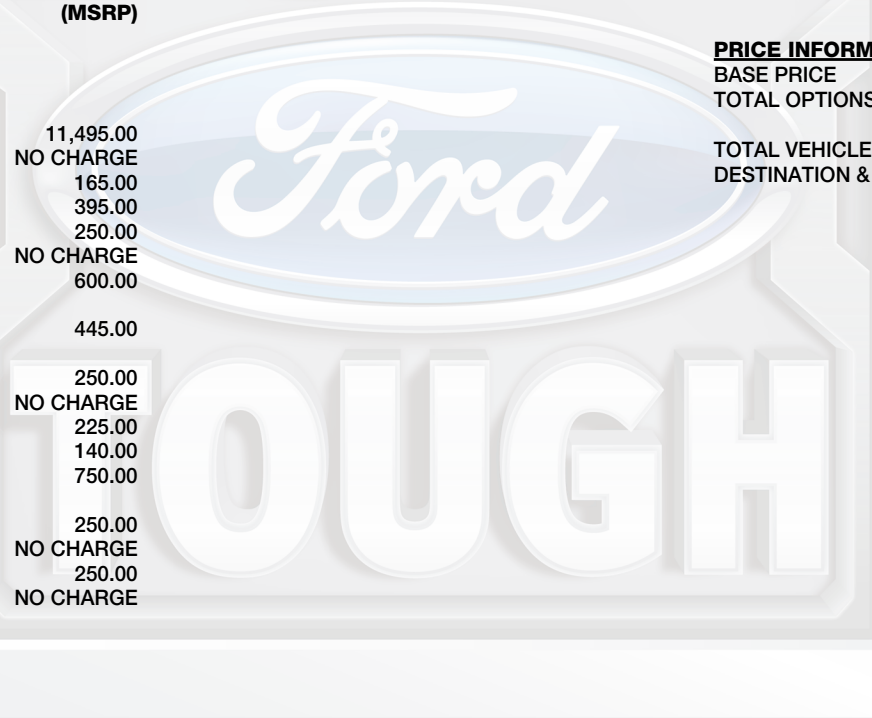 (MSRP)
11,495.00
NO CHARGE
165.00
395.00
250.00
NO CHARGE
600.00
445.00
250.00
NO CHARGE
225.00
140.00
750.00
250.00
NO CHARGE
250.00
NO CHARGE
PRICE INFORM
BASE PRICE
TOTAL OPTIONS
TOTAL VEHICLE
DESTINATION &
Ford
TOUGH